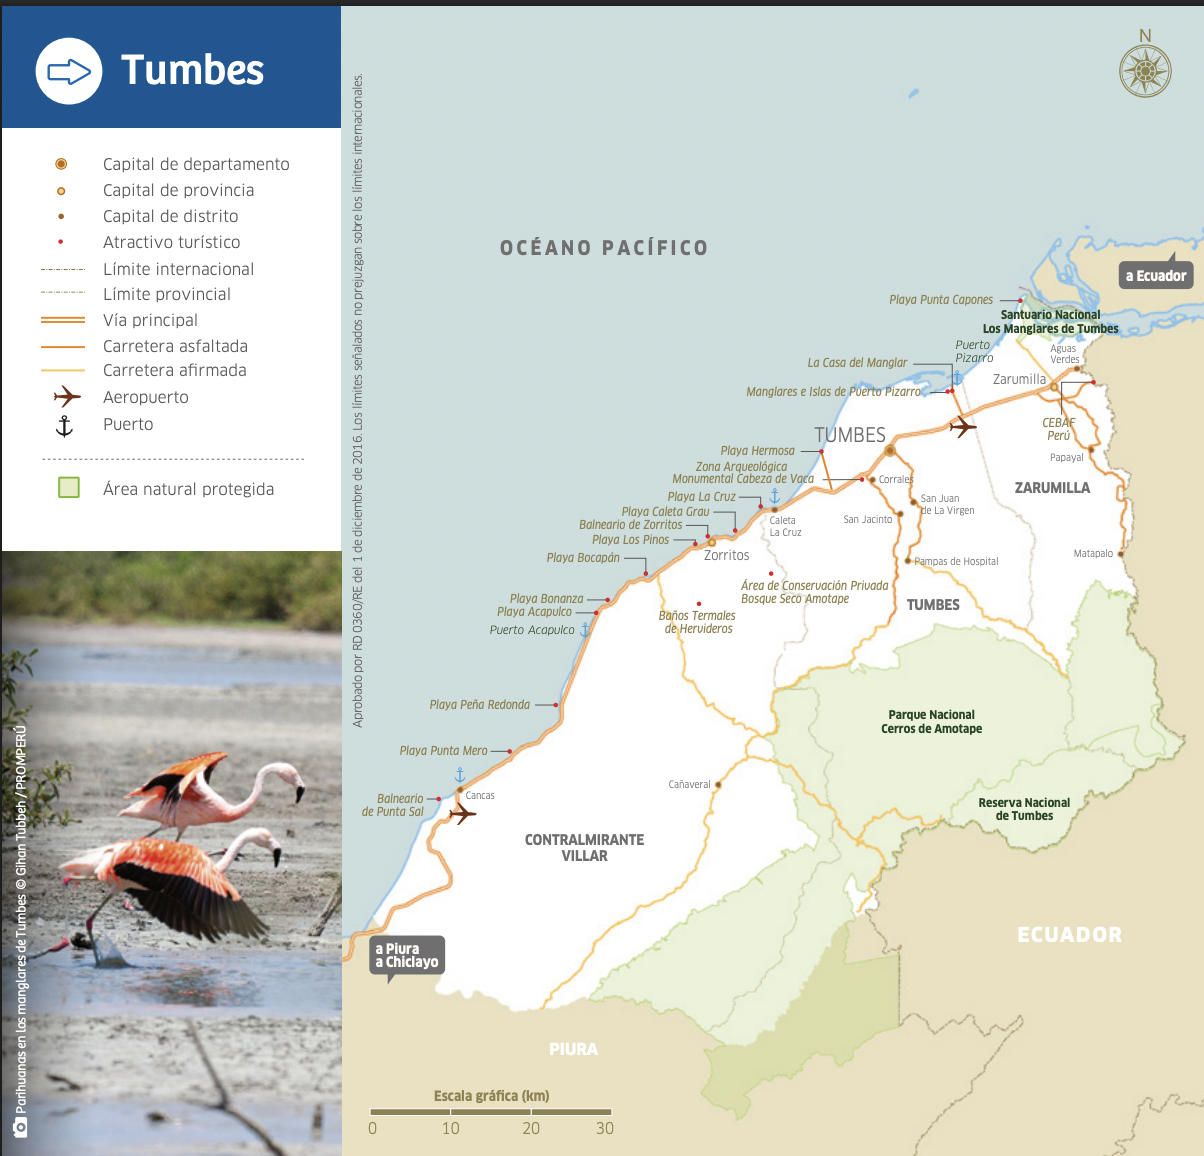 Tumbes
Capital de departamento
Capital de provincia
Capital de distrito
Atractivo turístico
Límite internacional
Límite provincial
Vía principal
Carretera asfaltada
Carretera afirmada
Aeropuerto
Puerto
Área natural protegida
Parihuanas en los manglares de Tumbes © Gihan Tubbeh / PROMPERÚ
Aprobado por RD 0360/RE del 1 de diciembre de 2016. Los límites señalados no prejuzgan sobre los límites internacionales.
N
OCÉANO PACÍFICO
a Ecuador
Playa Punta Capones
Santuario Nacional
Los Manglares de Tumbes
Puerto
Pizarro
Aguas
Verdes
La Casa del Manglar
Zarumilla
Manglares e Islas de Puerto Pizarro
CEBAF
Perú
TUMBES
Playa Hermosa
Papayal
Zona Arqueológica
Monumental Cabeza de Vaca
Corrales
ZARUMILLA
Playa La Cruz
San Juan
de La Virgen
Playa Caleta Grau
Caleta
La Cruz
San Jacinto
Balneario de Zorritos
Playa Los Pinos
Zorritos
Matapalo
Playa Bocapán
Pampas de Hospital
Área de Conservación Privada
Bosque Seco Amotape
Playa Bonanza
TUMBES
Playa Acapulco
Baños Termales
de Hervideros
Puerto Acapulco
Playa Peña Redonda
Parque Nacional
Cerros de Amotape
Playa Punta Mero
Cañaveral
Balneario
de Punta Sal
Cancas
Reserva Nacional
de Tumbes
CONTRALMIRANTE
VILLAR
ECUADOR
a Piura
a Chiclayo
PIURA
Escala gráfica (km)
0 10 20 30